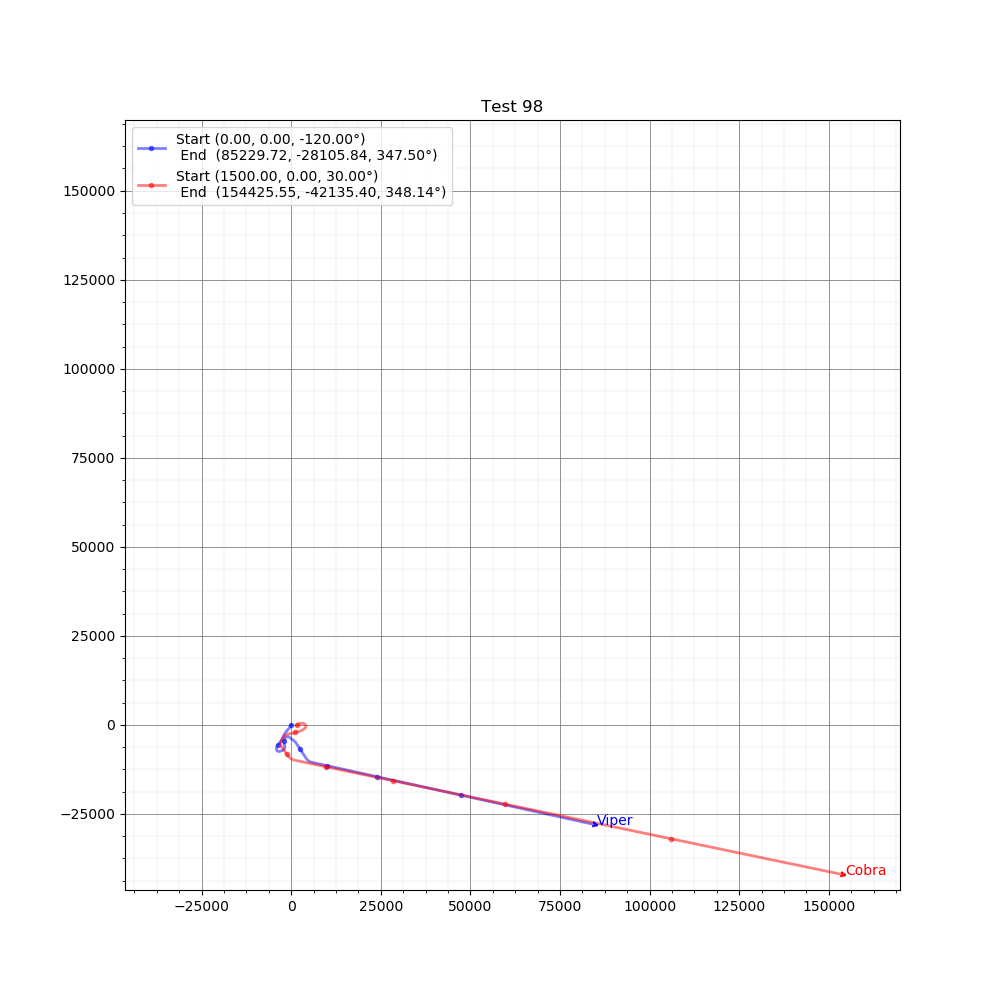 Test 98
Start (0.00, 0.00, -120.00°)
End  (85229.72, -28105.84, 347.50°)
Start (1500.00, 0.00, 30.00°)
End  (154425.55, -42135.40, 348.14°)
150000
125000
100000
75000
50000
25000
0
−25000
Viper
Cobra
−25000 0 25000 50000 75000 100000 125000 150000